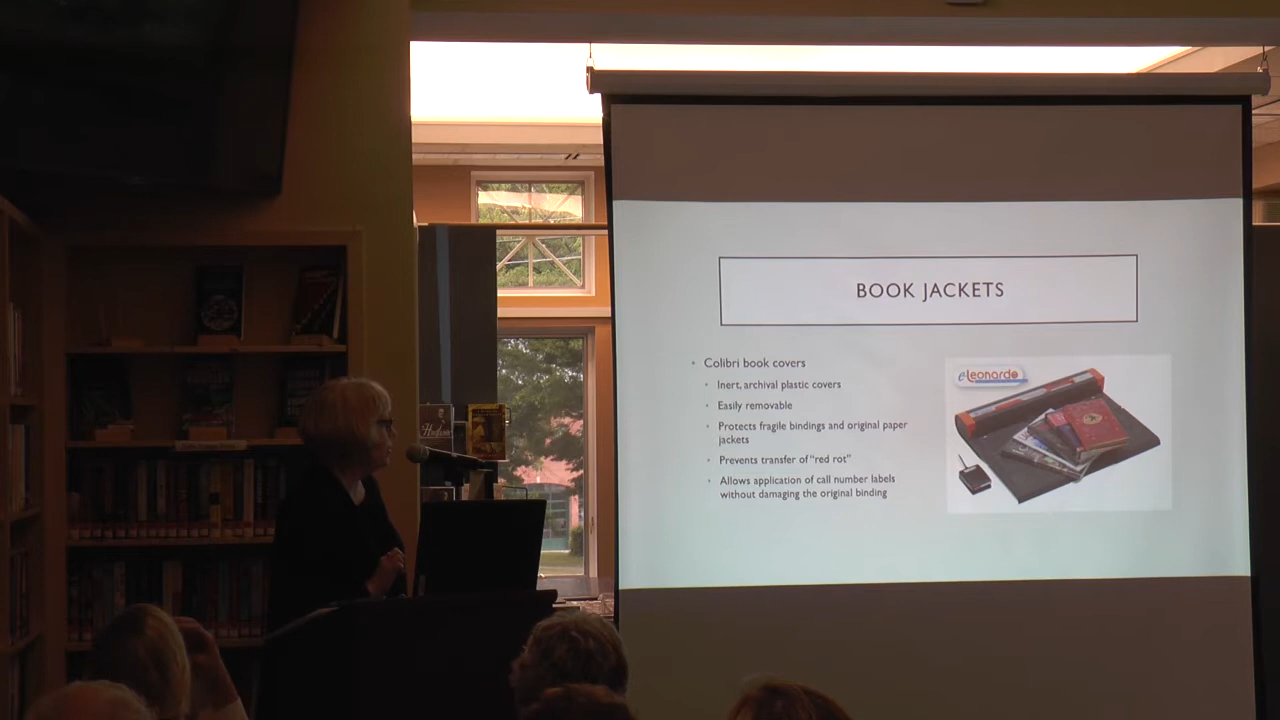 BOOK JACKETS
• Colibri book covers
• Inert, archival plastic covers
• Easily removable
• Protects fragile bindings and original paper
jackets
• Prevents transfer of "red rot"
• Allows application of call number labels
without damaging the original binding
eLeonardo